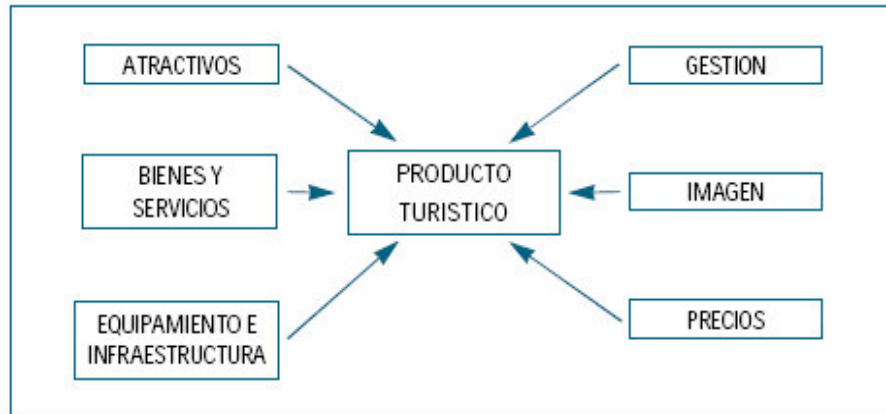 ATRACTIVOS
GESTION
BIENES Y
SERVICIOS
PRODUCTO
TURISTICO
IMAGEN
EQUIPAMIENTO E
INFRAESTRUCTURA
PRECIOS